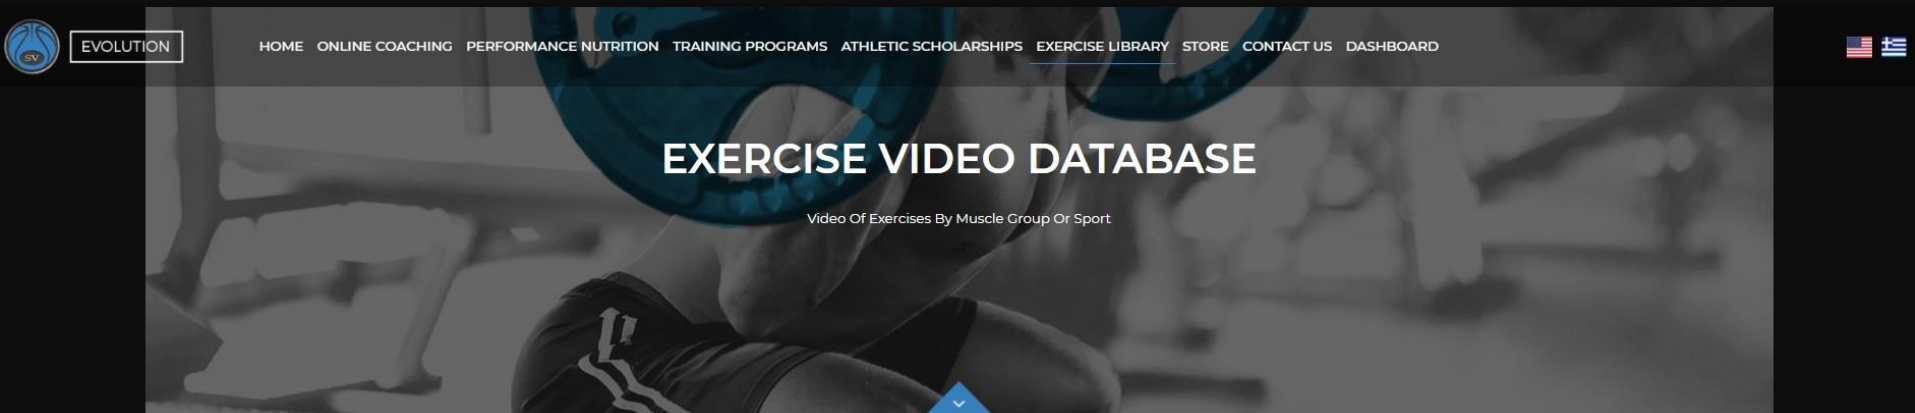 SV
EVOLUTION
HOME ONLINE COACHING PERFORMANCE NUTRITION TRAINING PROGRAMS ATHLETIC SCHOLARSHIPS EXERCISE LIBRARY STORE CONTACT US DASHBOARD
EXERCISE VIDEO DATABASE
Video Of Exercises By Muscle Group Or Sport